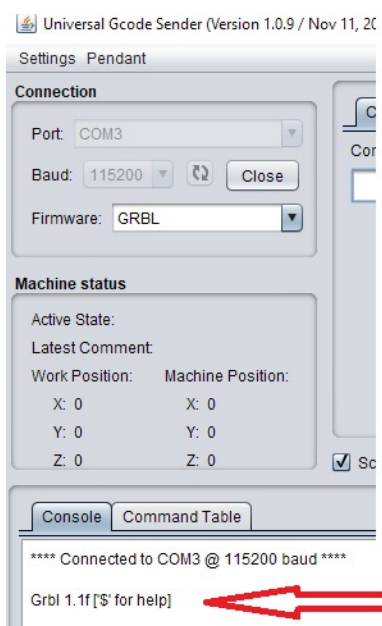 Universal Gcode Sender (Version 1.0.9 / Nov 11, 20
Settings Pendant
Connection
Port: COM3
Baud: 115200 Close
Firmware: GRBL
Machine status
Active State:
Latest Comment:
Work Position: Machine Position:
X: 0 X: 0
Y: 0 Y: 0
Z: 0 Z: 0
C
Con
Sc
Console Command Table
**** Connected to COM3 @ 115200 baud ****
Grbl 1.1f ['$' for help]